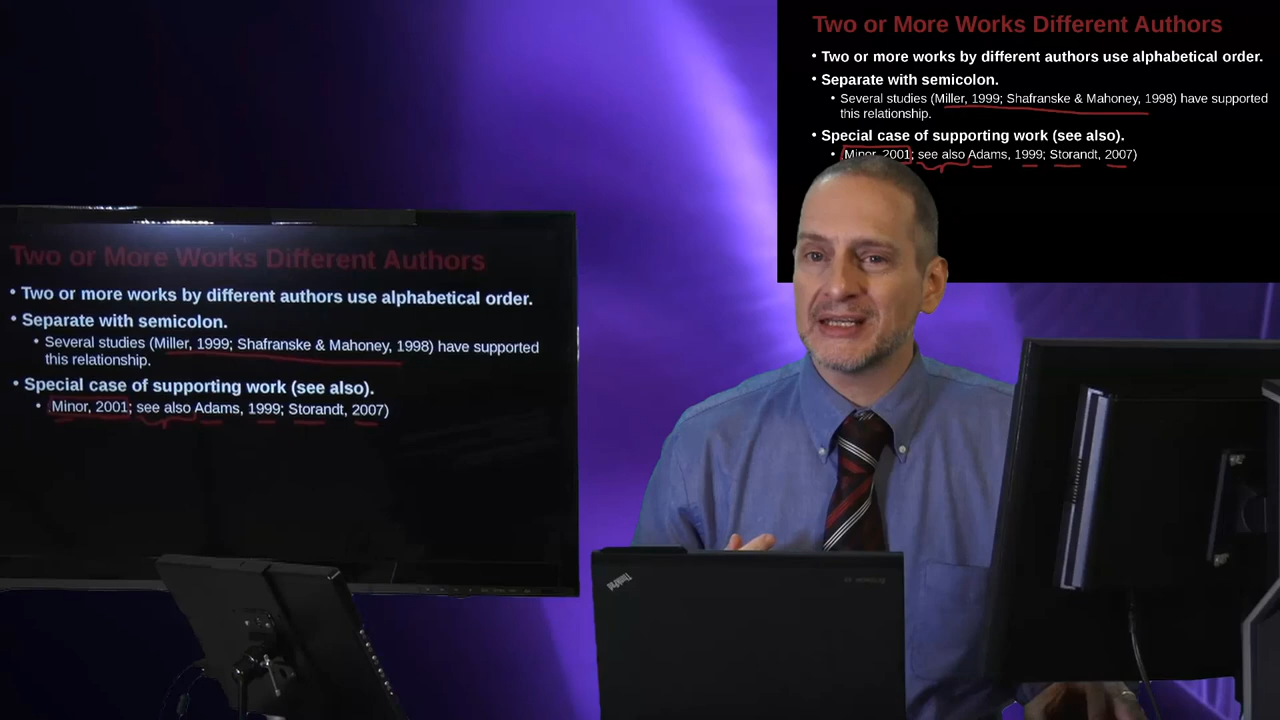 Two or More Works Different Authors
• Two or more works by different authors use alphabetical order.
• Separate with semicolon.
• Several studies (Miller, 1999; Shafranske & Mahoney, 1998) have supported
this relationship.
• Special case of supporting work (see also).
• Minor, 2001; see also Adams, 1999; Storandt, 2007)
Two or More Works Different Authors
• Two or more works by different authors use alphabetical order.
• Separate with semicolon.
• Several studies (Miller, 1999; Shafranske & Mahoney, 1998) have supported
this relationship.
• Special case of supporting work (see also).
• Minor, 2001; see also Adams, 1999; Storandt, 2007)
ThinkPad